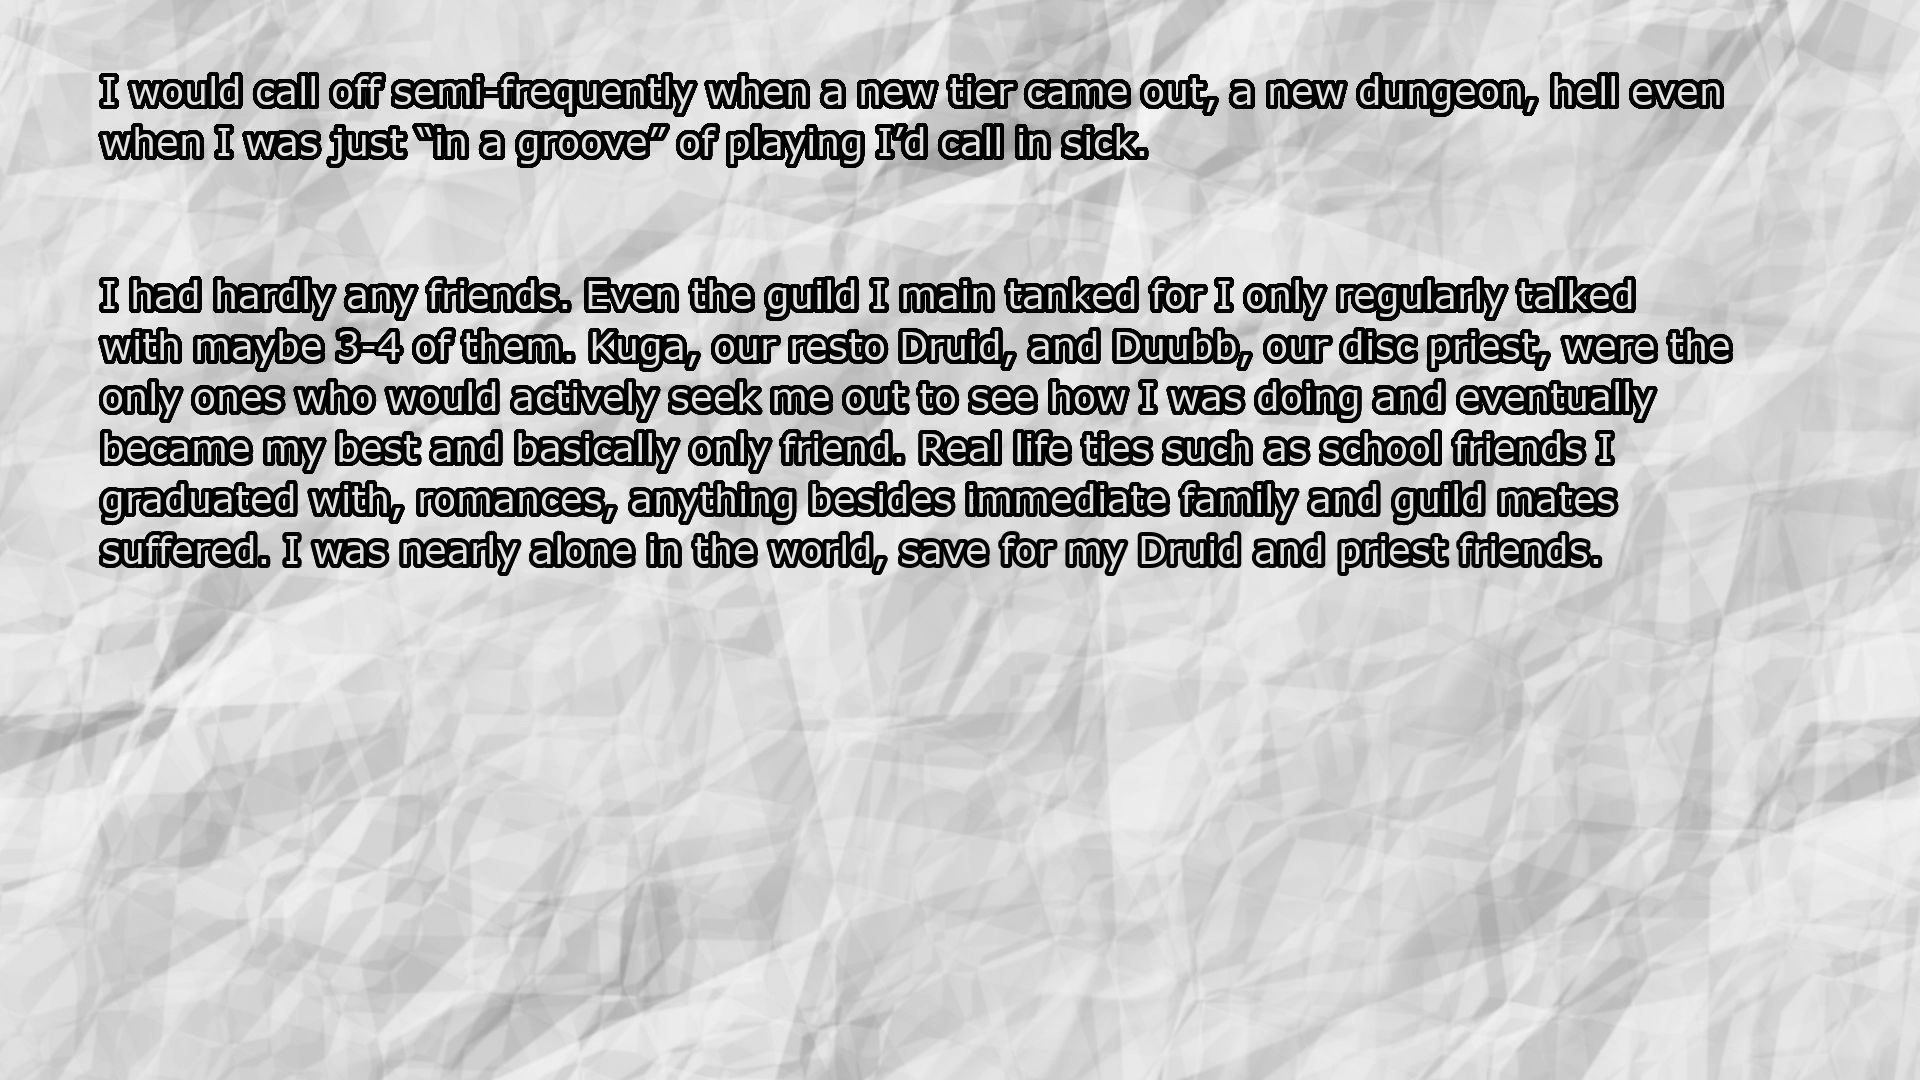 I would call off semi-frequently when a new tier came out, a new dungeon, hell even
when I was just “in a groove” of playing I’d call in sick.
I had hardly any friends. Even the guild I main tanked for I only regularly talked
with maybe 3-4 of them. Kuga, our resto Druid, and Duubb, our disc priest, were the
only ones who would actively seek me out to see how I was doing and eventually
became my best and basically only friend. Real life ties such as school friends I
graduated with, romances, anything besides immediate family and guild mates
suffered. I was nearly alone in the world, save for my Druid and priest friends.